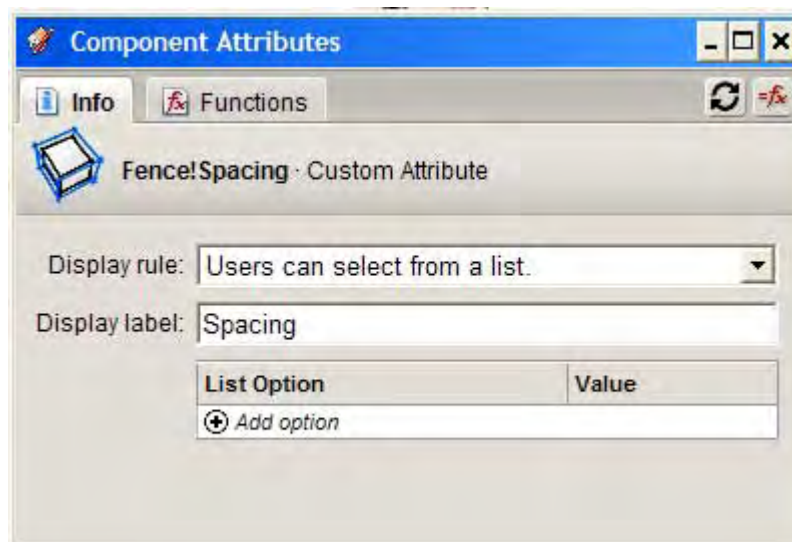 Component Attributes
Info Functions =fx
Fence!Spacing · Custom Attribute
Display rule: Users can select from a list.
Display label: Spacing
List Option Value
Add option